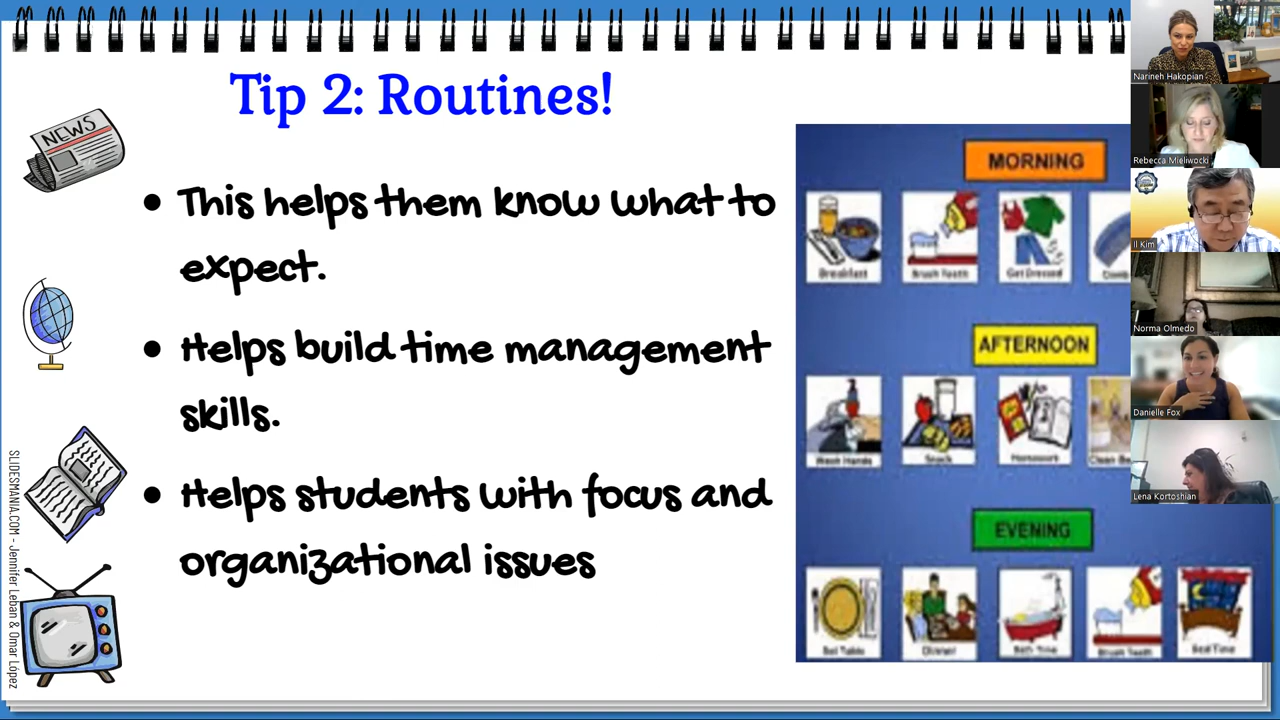 NEWS
Tip 2: Routines!
• This helps them know what to
expect.
• Helps build time management
skills.
• Helps students with focus and
organizational issues
SLIDESMANIA.COM - Jennifer Leban & Omar López
MORNING
Breakfast
Brush Teeth
Get Dressed
AFTERNOON
Wash Hands
Snack
Homework
Clean
EVENING
Set Table
Dinner
Bath Time
Brush Teeth
Bed Time
Narineh Hakopian
Rebecca Mieliwocki
Il Kim
Norma Olmedo
Danielle Fox
Lena Kortoshian